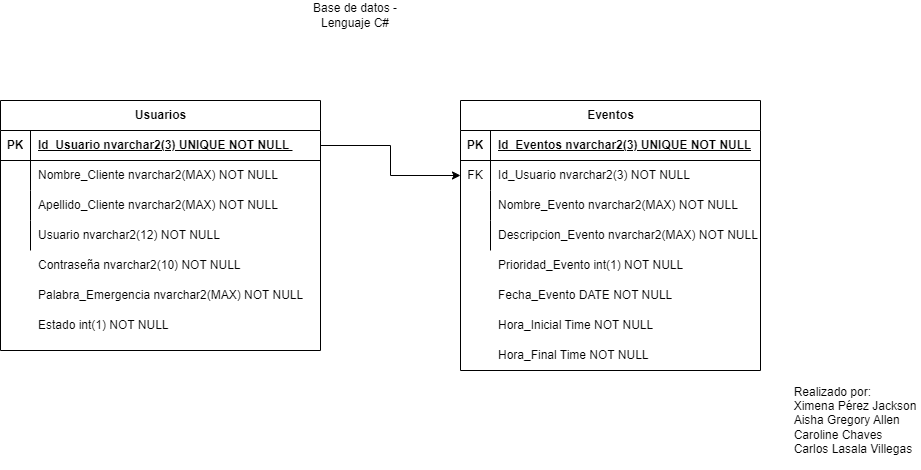 Base de datos -
Lenguaje C#
Usuarios
PK Id_Usuario nvarchar2(3) UNIQUE NOT NULL
Nombre_Cliente nvarchar2(MAX) NOT NULL
Apellido_Cliente nvarchar2(MAX) NOT NULL
Usuario nvarchar2(12) NOT NULL
Contraseña nvarchar2(10) NOT NULL
Palabra_Emergencia nvarchar2(MAX) NOT NULL
Estado int(1) NOT NULL
Eventos
PK Id_Eventos nvarchar2(3) UNIQUE NOT NULL
FK Id_Usuario nvarchar2(3) NOT NULL
Nombre_Evento nvarchar2(MAX) NOT NULL
Descripcion_Evento nvarchar2(MAX) NOT NULL
Prioridad_Evento int(1) NOT NULL
Fecha_Evento DATE NOT NULL
Hora_Inicial Time NOT NULL
Hora_Final Time NOT NULL
Realizado por:
Ximena Pérez Jackson
Aisha Gregory Allen
Caroline Chaves
Carlos Lasala Villegas